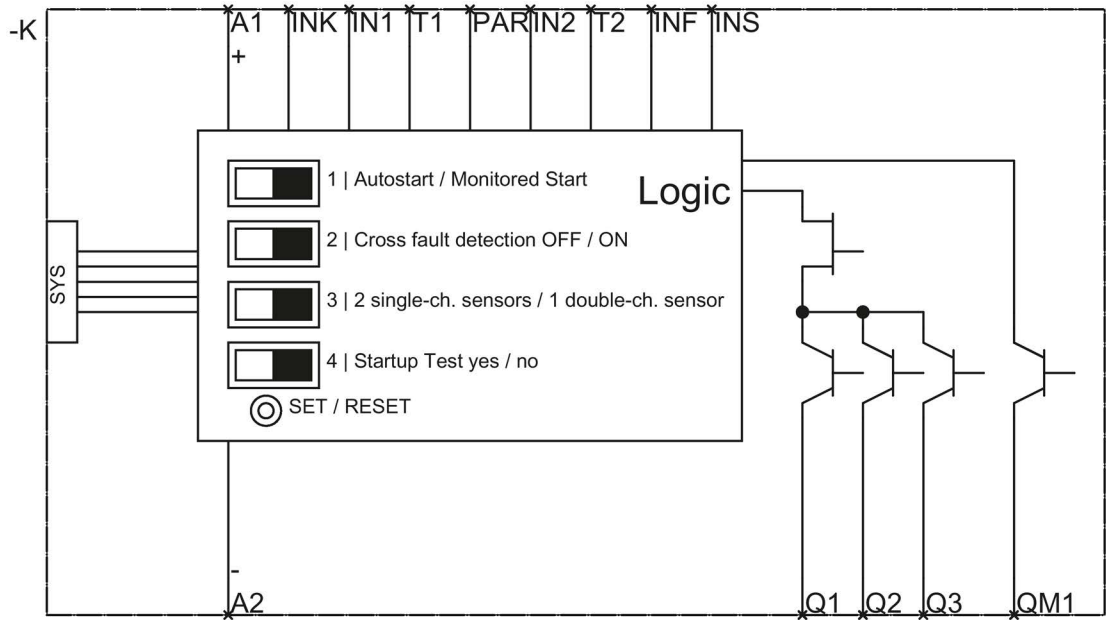 -K
A1 INK IN1 T1 PAR IN2 T2 INF INS
+
1 | Autostart / Monitored Start
Logic
2 | Cross fault detection OFF / ON
SYS
3 | 2 single-ch. sensors / 1 double-ch. sensor
4 | Startup Test yes / no
SET / RESET
-
A2 Q1 Q2 Q3 QM1